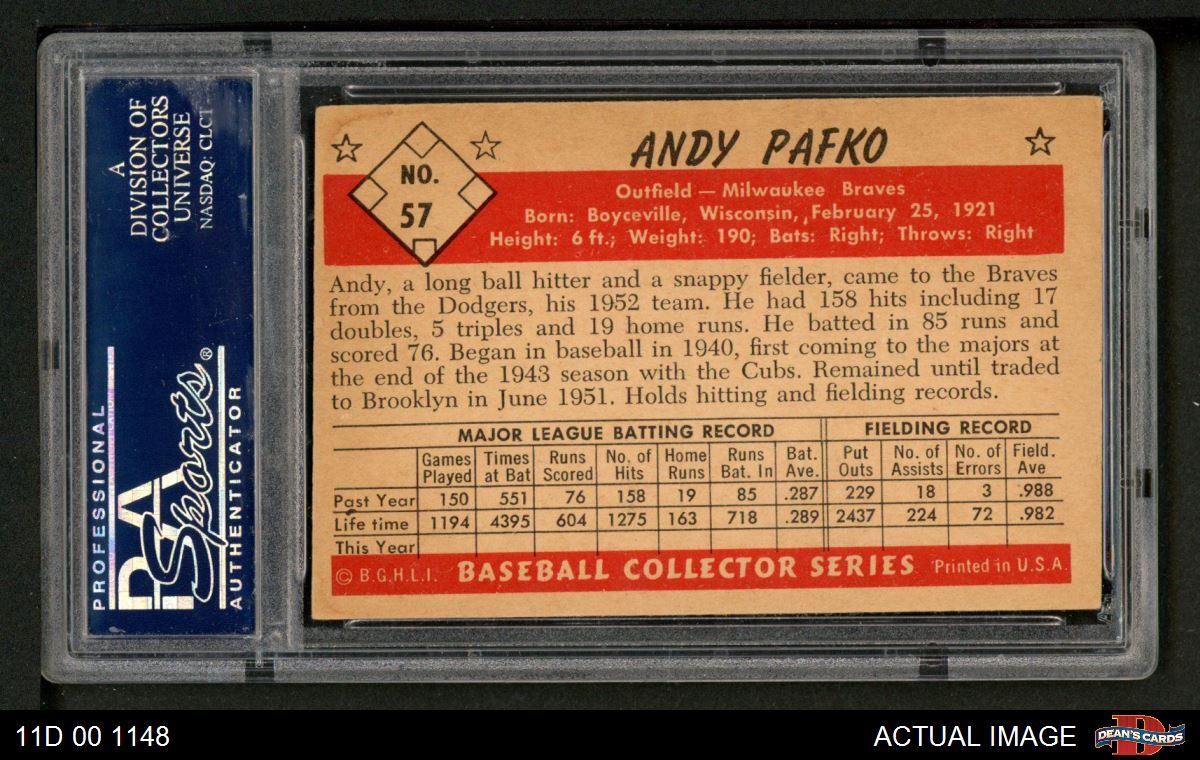 A
DIVISION OF
COLLECTORS
UNIVERSE
NASDAQ: CLCT
PROFESSIONAL
PSA
Sports®
AUTHENTICATOR
NO.
57
ANDY PAFKO
Outfield — Milwaukee Braves
Born: Boyceville, Wisconsin, February 25, 1921
Height: 6 ft.; Weight: 190; Bats: Right; Throws: Right
Andy, a long ball hitter and a snappy fielder, came to the Braves
from the Dodgers, his 1952 team. He had 158 hits including 17
doubles, 5 triples and 19 home runs. He batted in 85 runs and
scored 76. Began in baseball in 1940, first coming to the majors at
the end of the 1943 season with the Cubs. Remained until traded
to Brooklyn in June 1951. Holds hitting and fielding records.
MAJOR LEAGUE BATTING RECORD FIELDING RECORD
Games Times Runs No. of Home Runs Bat. Put No. of No. of Field.
Played at Bat Scored Hits Runs Bat. In Ave. Outs Assists Errors Ave
Past Year 150 551 76 158 19 85 .287 229 18 3 .988
Life time 1194 4395 604 1275 163 718 .289 2437 224 72 .982
This Year
© B.G.H.L.I. BASEBALL COLLECTOR SERIES Printed in U.S.A.
11D 00 1148
ACTUAL IMAGE
D
DEAN'S CARDS